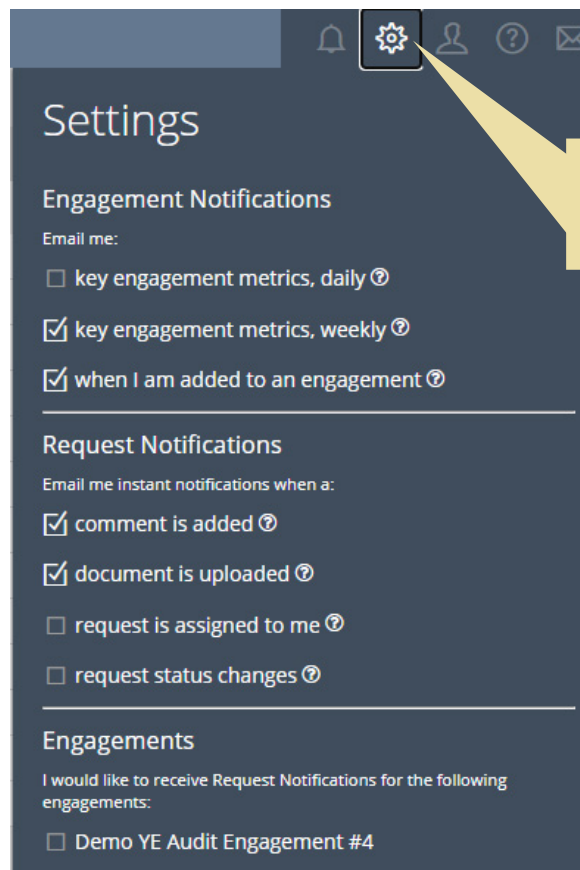 Settings
Engagement Notifications
Email me:
key engagement metrics, daily ?
key engagement metrics, weekly ?
when I am added to an engagement ?
Request Notifications
Email me instant notifications when a:
comment is added ?
document is uploaded ?
request is assigned to me ?
request status changes ?
Engagements
I would like to receive Request Notifications for the following
engagements:
Demo YE Audit Engagement #4